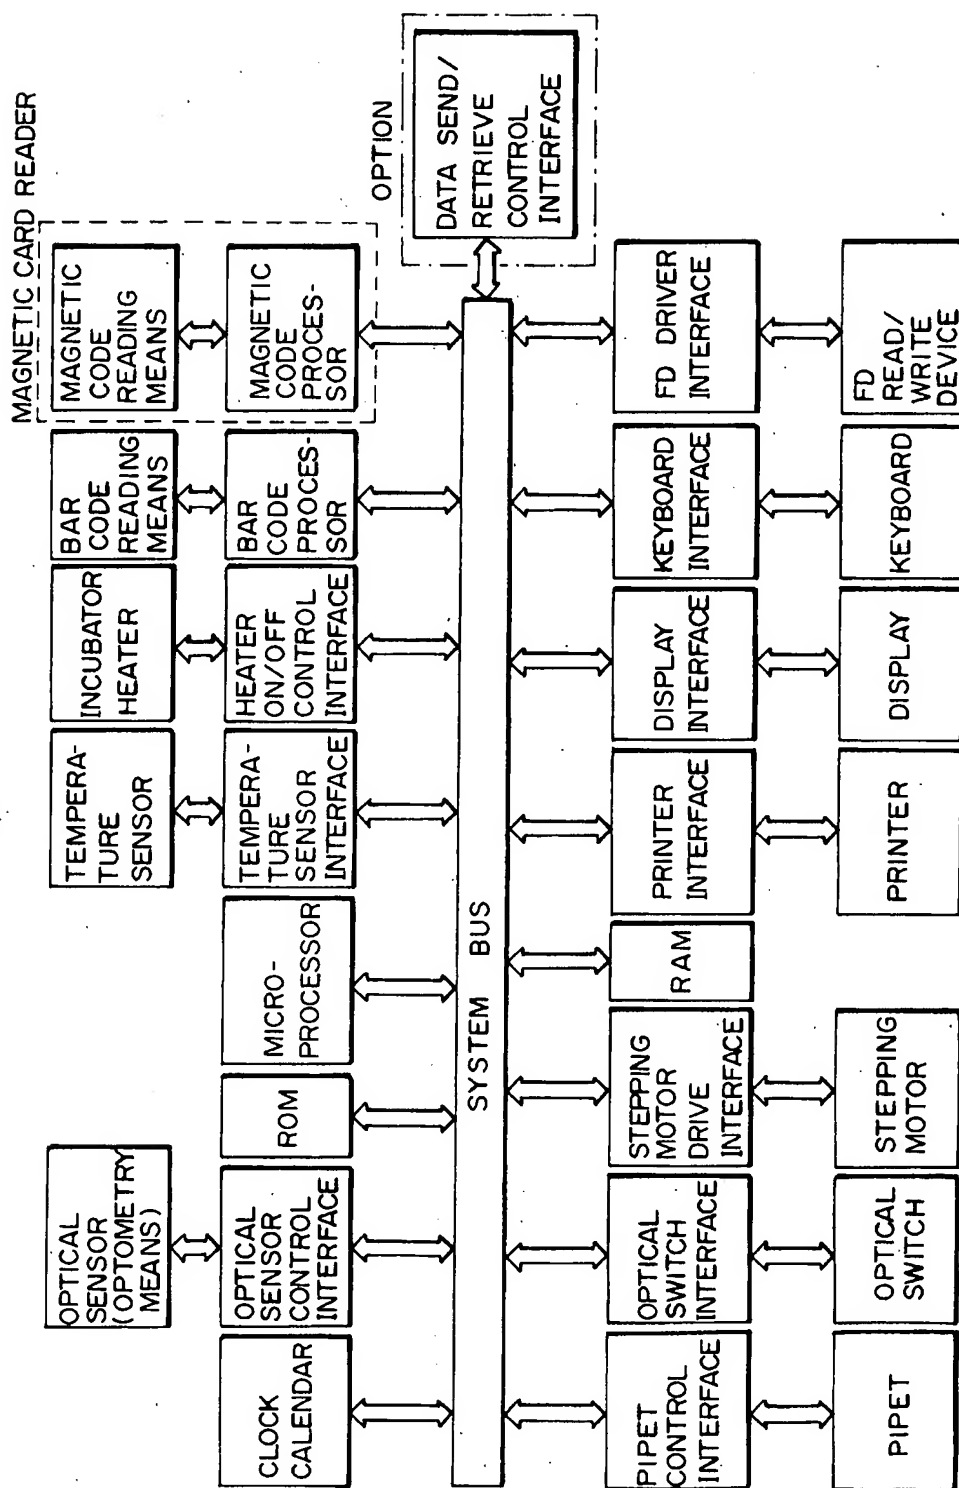 MAGNETIC CARD READER
OPTICAL
SENSOR
(OPTOMETRY
MEANS)
TEMPERA-
TURE
SENSOR
INCUBATOR
HEATER
BAR
CODE
READING
MEANS
MAGNETIC
CODE
READING
MEANS
CLOCK
CALENDAR
OPTICAL
SENSOR
CONTROL
INTERFACE
ROM
MICRO-
PROCESSOR
TEMPERA-
TURE
SENSOR
INTERFACE
HEATER
ON/OFF
CONTROL
INTERFACE
BAR
CODE
PROCES-
SOR
MAGNETIC
CODE
PROCES-
SOR
SYSTEM BUS
OPTION
DATA SEND/
RETRIEVE
CONTROL
INTERFACE
PIPET
CONTROL
INTERFACE
OPTICAL
SWITCH
INTERFACE
STEPPING
MOTOR
DRIVE
INTERFACE
RAM
PRINTER
INTERFACE
DISPLAY
INTERFACE
KEYBOARD
INTERFACE
FD DRIVER
INTERFACE
PIPET
OPTICAL
SWITCH
STEPPING
MOTOR
PRINTER
DISPLAY
KEYBOARD
FD
READ/
WRITE
DEVICE